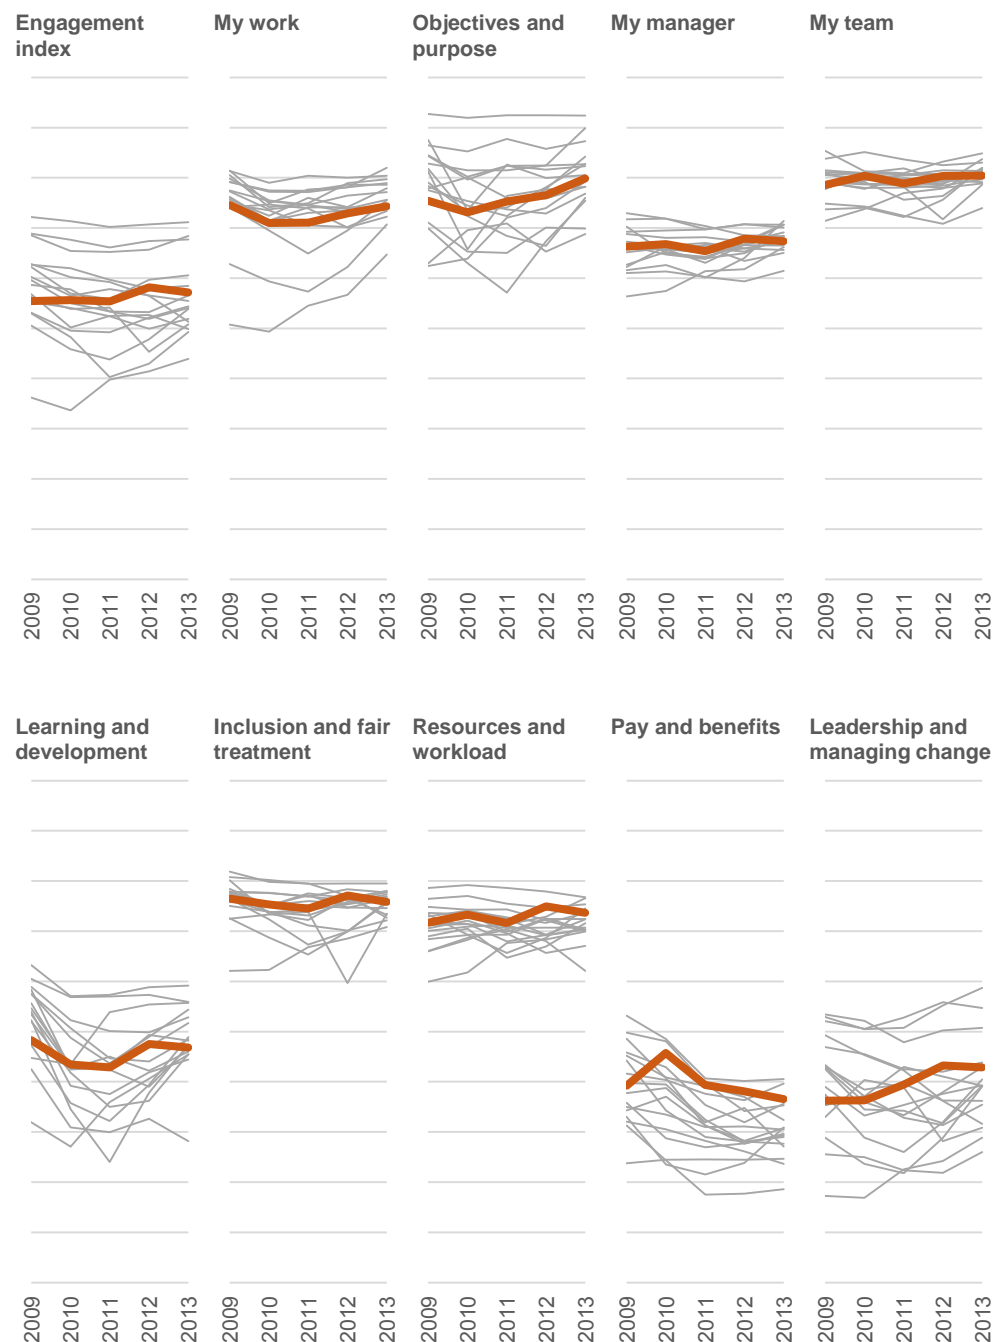 Engagement
index
My work
Objectives and
purpose
My manager
My team
2009 2010 2011 2012 2013
2009 2010 2011 2012 2013
2009 2010 2011 2012 2013
2009 2010 2011 2012 2013
2009 2010 2011 2012 2013
Learning and
development
Inclusion and fair
treatment
Resources and
workload
Pay and benefits
Leadership and
managing change
2009 2010 2011 2012 2013
2009 2010 2011 2012 2013
2009 2010 2011 2012 2013
2009 2010 2011 2012 2013
2009 2010 2011 2012 2013